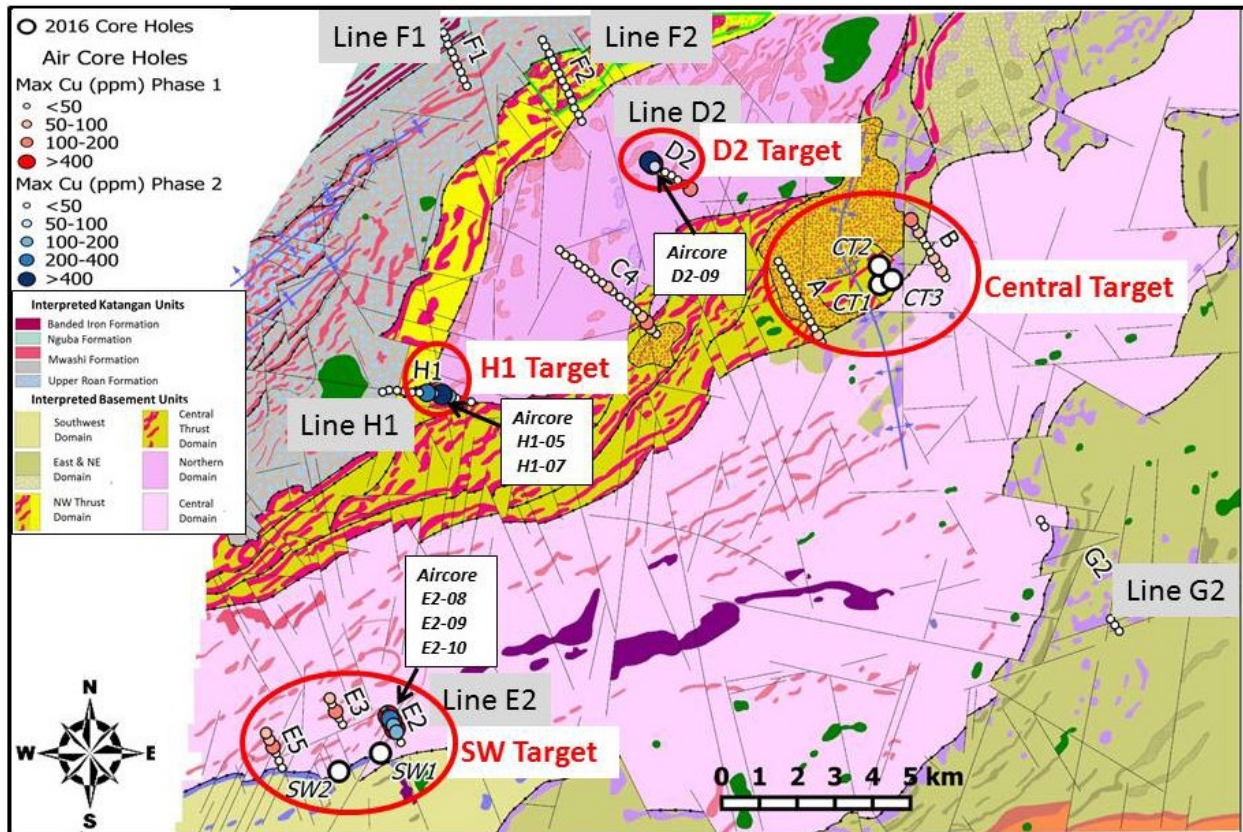 2016 Core Holes
Air Core Holes
Max Cu (ppm) Phase 1
<50
50-100
100-200
>400
Max Cu (ppm) Phase 2
<50
50-100
100-200
200-400
>400
Interpreted Katangan Units
Banded Iron Formation
Nguba Formation
Mwashi Formation
Upper Roan Formation
Interpreted Basement Units
Southwest
Domain
Central
Thrust
Domain
East & NE
Domain
Northern
Domain
NW Thrust
Domain
Central
Domain
Line F1
F1
Line F2
F2
Line D2
D2 Target
D2
Aircore
D2-09
C4
B
A
CT2
CT1
CT3
Central Target
H1 Target
H1
Line H1
Aircore
H1-05
H1-07
G2
Line G2
Aircore
E2-08
E2-09
E2-10
Line E2
E3
E2
E5
SW Target
SW1
SW2
N
W
E
S
0 1 2 3 4 5 km